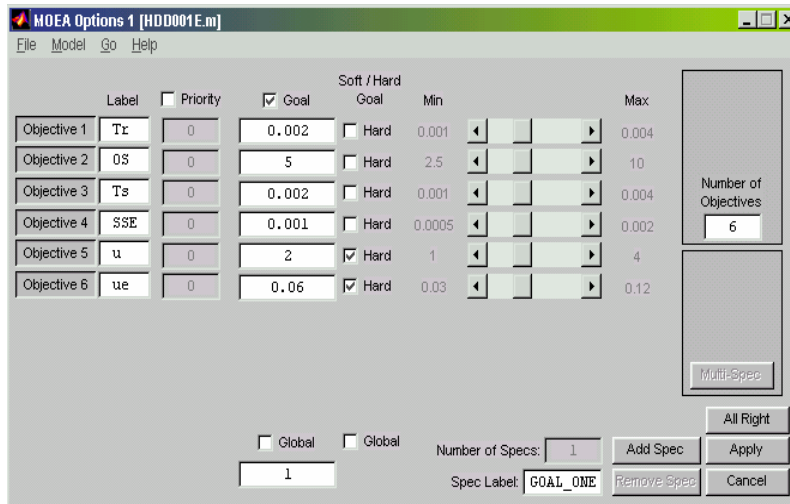 MOEA Options 1 [HDD001E.m]
File Model Go Help
Soft / Hard
Label Priority Goal Goal Min Max
Objective 1 Tr 0 0.002 Hard 0.001 0.004
Objective 2 OS 0 5 Hard 2.5 10
Objective 3 Ts 0 0.002 Hard 0.001 0.004
Objective 4 SSE 0 0.001 Hard 0.0005 0.002
Objective 5 u 0 2 Hard 1 4
Objective 6 ue 0 0.06 Hard 0.03 0.12
Number of
Objectives
6
Multi-Spec
All Right
Global Global Number of Specs: 1 Add Spec Apply
1 Spec Label: GOAL_ONE Remove Spec Cancel